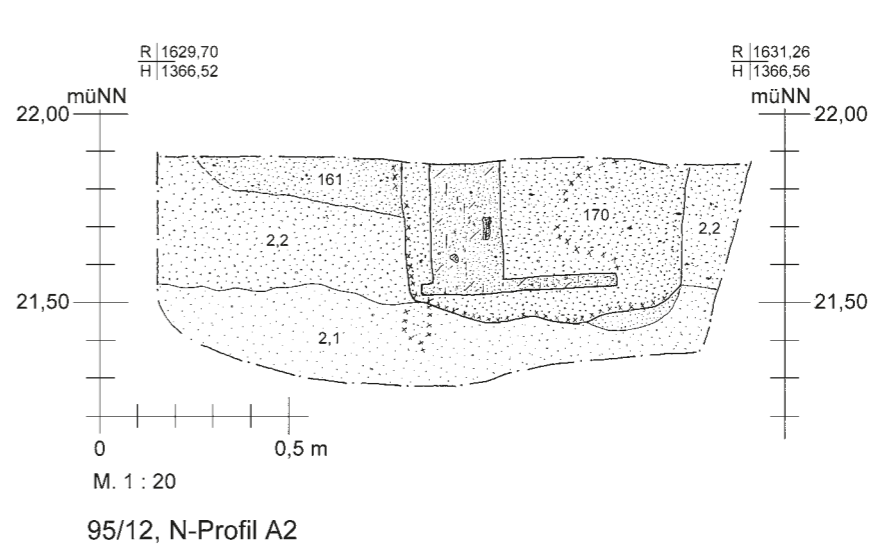 R 1629,70
H 1366,52
R 1631,26
H 1366,56
müNN
müNN
22,00
22,00
161
170
2,2
2,2
21,50
21,50
2,1
0
0,5 m
M. 1 : 20
95/12, N-Profil A2